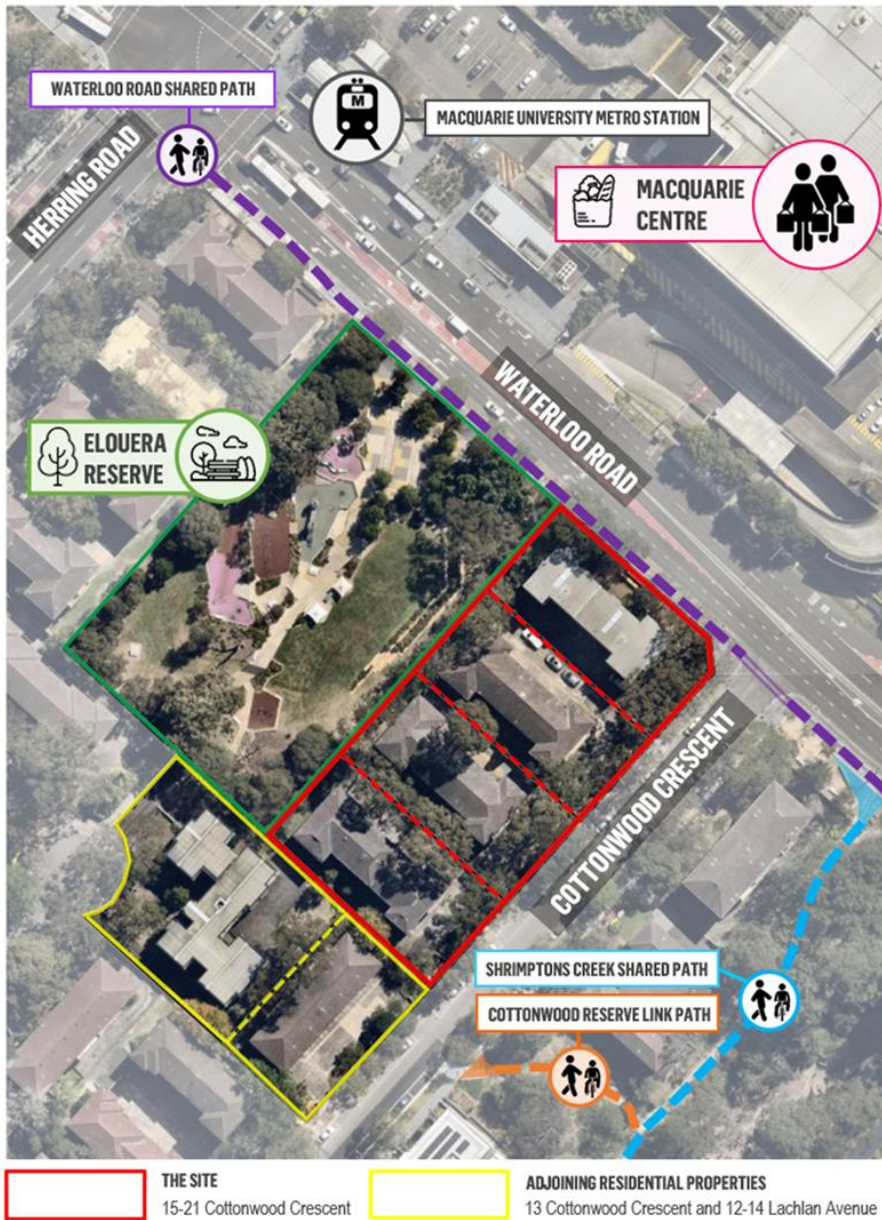 WATERLOO ROAD SHARED PATH
M
MACQUARIE UNIVERSITY METRO STATION
HERRING ROAD
MACQUARIE
CENTRE
WATERLOO ROAD
ELOUERA
RESERVE
COTTONWOOD CRESCENT
SHRIMPTONS CREEK SHARED PATH
COTTONWOOD RESERVE LINK PATH
THE SITE
15-21 Cottonwood Crescent
ADJOINING RESIDENTIAL PROPERTIES
13 Cottonwood Crescent and 12-14 Lachlan Avenue